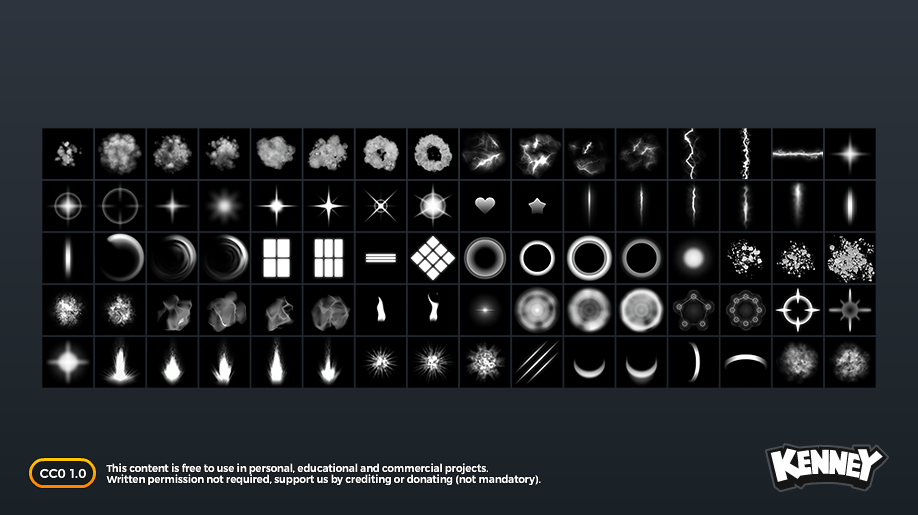 CC0 1.0
This content is free to use in personal, educational and commercial projects.
Written permission not required, support us by crediting or donating (not mandatory).
KENNEY